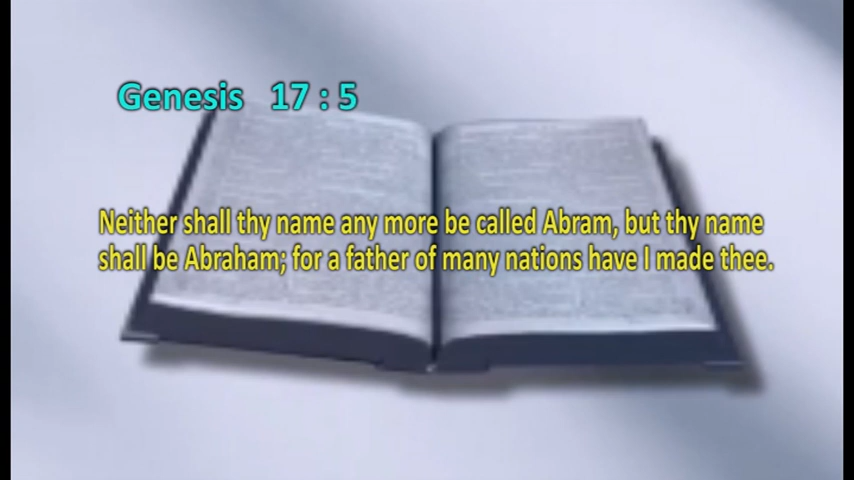 Genesis 17 : 5
Neither shall thy name any more be called Abram, but thy name
shall be Abraham; for a father of many nations have I made thee.